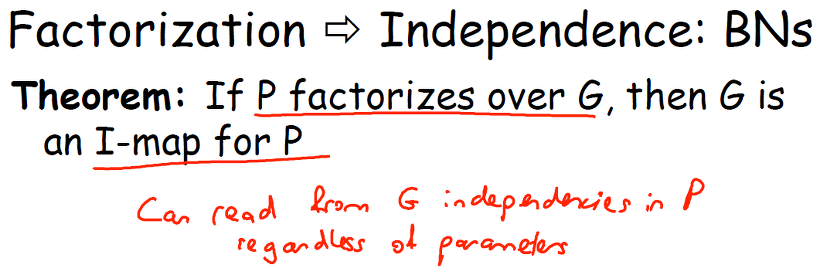 Factorization ⇨ Independence: BNs
Theorem: If P factorizes over G, then G is
an I-map for P
Can read from G independencies in P
regardless of parameters